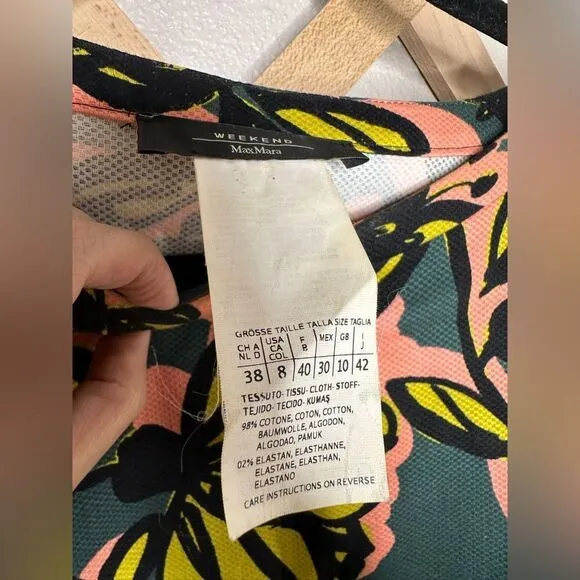 WEEKEND
MaxMara
GRÖSSE TAILLE TALLA SIZE TAGLIA
CH A USA F MEX GB I
NL D CA B J
COL
38 8 40 30 10 42
TESSUTO-TISSU-CLOTH-STOFF-
TEJIDO-TECIDO-KUMAŞ
98% COTONE, COTON, COTTON,
BAUMWOLLE, ALGODON,
ALGODAO, PAMUK
02% ELASTAN, ELASTHANNE,
ELASTANE, ELASTHAN,
ELASTANO
CARE INSTRUCTIONS ON REVERSE